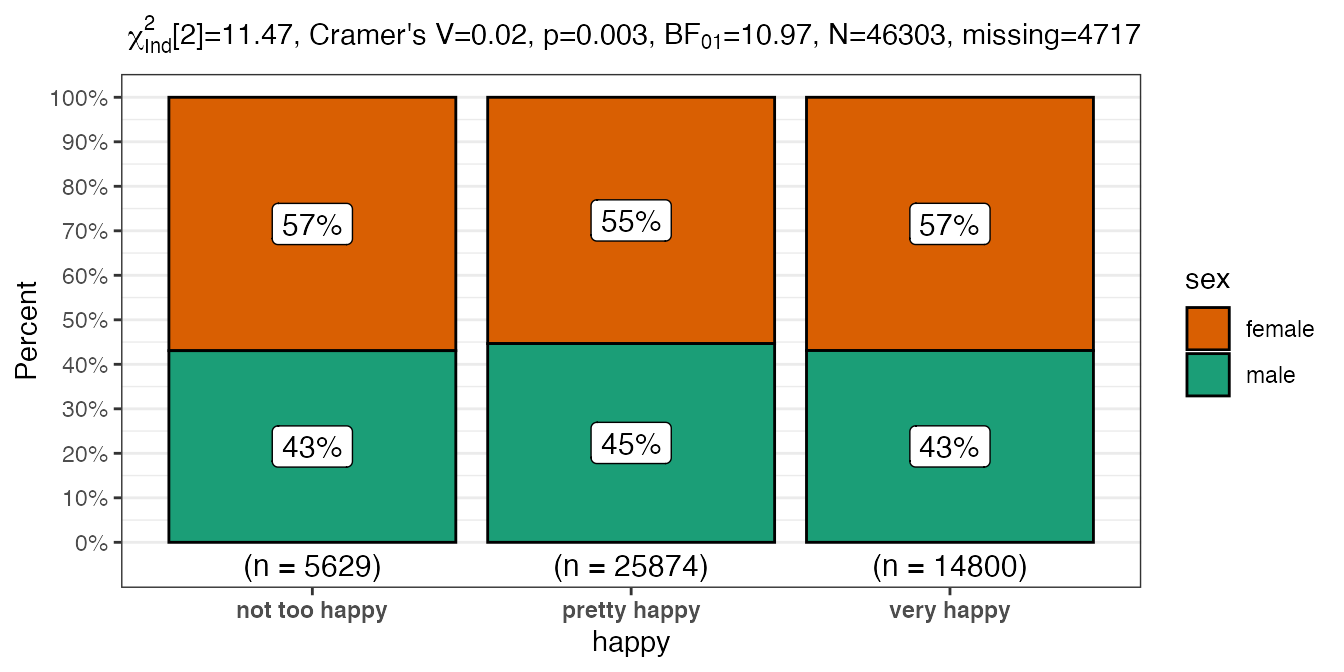 χ²Ind[2]=11.47, Cramer's V=0.02, p=0.003, BF01=10.97, N=46303, missing=4717
100%
90%
80%
70%
60%
50%
40%
30%
20%
10%
0%
Percent
57%
55%
57%
43%
45%
43%
(n = 5629)
(n = 25874)
(n = 14800)
not too happy
pretty happy
very happy
happy
sex
female
male